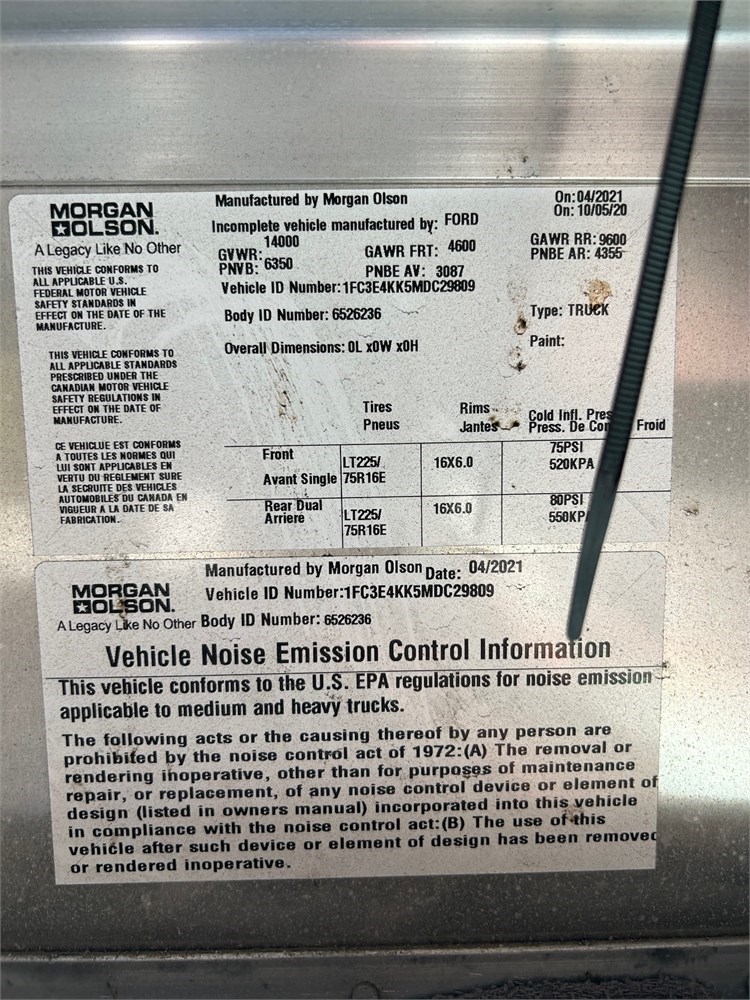 MORGAN OLSON.
A Legacy Like No Other
THIS VEHICLE CONFORMS TO
ALL APPLICABLE U.S.
FEDERAL MOTOR VEHICLE
SAFETY STANDARDS IN
EFFECT ON THE DATE OF THE
MANUFACTURE.
THIS VEHICLE CONFORMS TO
ALL APPLICABLE STANDARDS
PRESCRIBED UNDER THE
CANADIAN MOTOR VEHICLE
SAFETY REGULATIONS IN
EFFECT ON THE DATE OF
MANUFACTURE.
CE VEHICLUE EST CONFORMS
A TOUTES LES NORMES QUI
LUI SONT APPLICABLES EN
VERTU DU REGLEMENT SURE
LA SECRUITE DES VEHICLES
AUTOMOBILES DU CANADA EN
VIGUEUR A LA DATE DE SA
FABRICATION.
Manufactured by Morgan Olson On: 04/2021
Incomplete vehicle manufactured by: FORD On: 10/05/20
GVWR: 14000 GAWR FRT: 4600 GAWR RR: 9600
PNVB: 6350 PNBE AV: 3087 PNBE AR: 4355
Vehicle ID Number: 1FC3E4KK5MDC29809
Body ID Number: 6526236 Type: TRUCK
Overall Dimensions: 0L x0W x0H Paint:
Tires Rims Cold Infl. Pres
Pneus Jantes Press. De Con Froid
Front LT225/ 16X6.0 75PSI
Avant Single 75R16E 520KPA
Rear Dual LT225/ 16X6.0 80PSI
Arriere 75R16E 550KP
MORGAN OLSON.
A Legacy Like No Other
Manufactured by Morgan Olson Date: 04/2021
Vehicle ID Number:1FC3E4KK5MDC29809
Body ID Number: 6526236
Vehicle Noise Emission Control Information
This vehicle conforms to the U.S. EPA regulations for noise emission
applicable to medium and heavy trucks.
The following acts or the causing thereof by any person are
prohibited by the noise control act of 1972:(A) The removal or
rendering inoperative, other than for purposes of maintenance
repair, or replacement, of any noise control device or element of
design (listed in owners manual) incorporated into this vehicle
in compliance with the noise control act:(B) The use of this
vehicle after such device or element of design has been removed
or rendered inoperative.